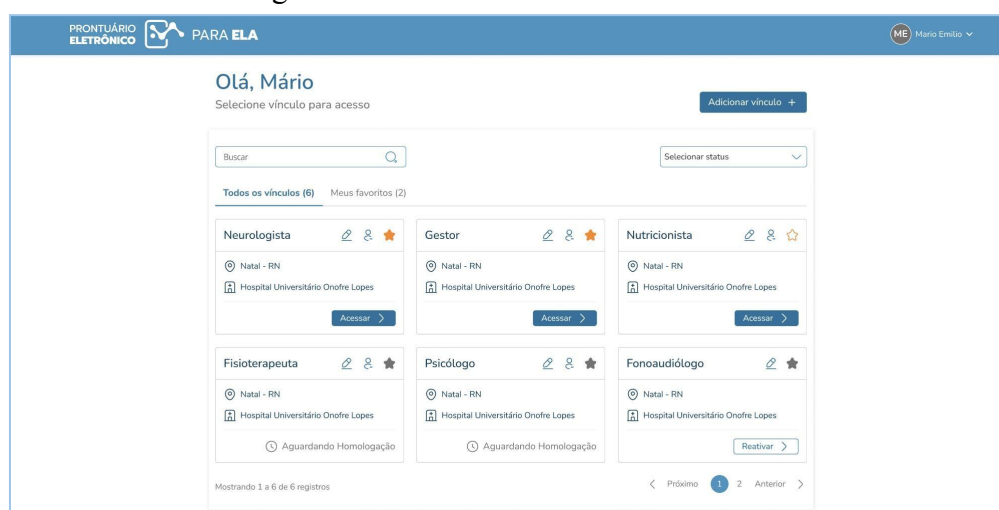 PRONTUÁRIO
ELETRÔNICO
PARA ELA
ME
Mario Emilio
Olá, Mário
Selecione vínculo para acesso
Adicionar vínculo +
Buscar
Selecionar status
Todos os vínculos (6) Meus favoritos (2)
Neurologista
Natal - RN
Hospital Universitário Onofre Lopes
Acessar
Gestor
Natal - RN
Hospital Universitário Onofre Lopes
Acessar
Nutricionista
Natal - RN
Hospital Universitário Onofre Lopes
Acessar
Fisioterapeuta
Natal - RN
Hospital Universitário Onofre Lopes
Aguardando Homologação
Psicólogo
Natal - RN
Hospital Universitário Onofre Lopes
Aguardando Homologação
Fonoaudiólogo
Natal - RN
Hospital Universitário Onofre Lopes
Reativar
Mostrando 1 a 6 de 6 registros
Próximo 1 2 Anterior